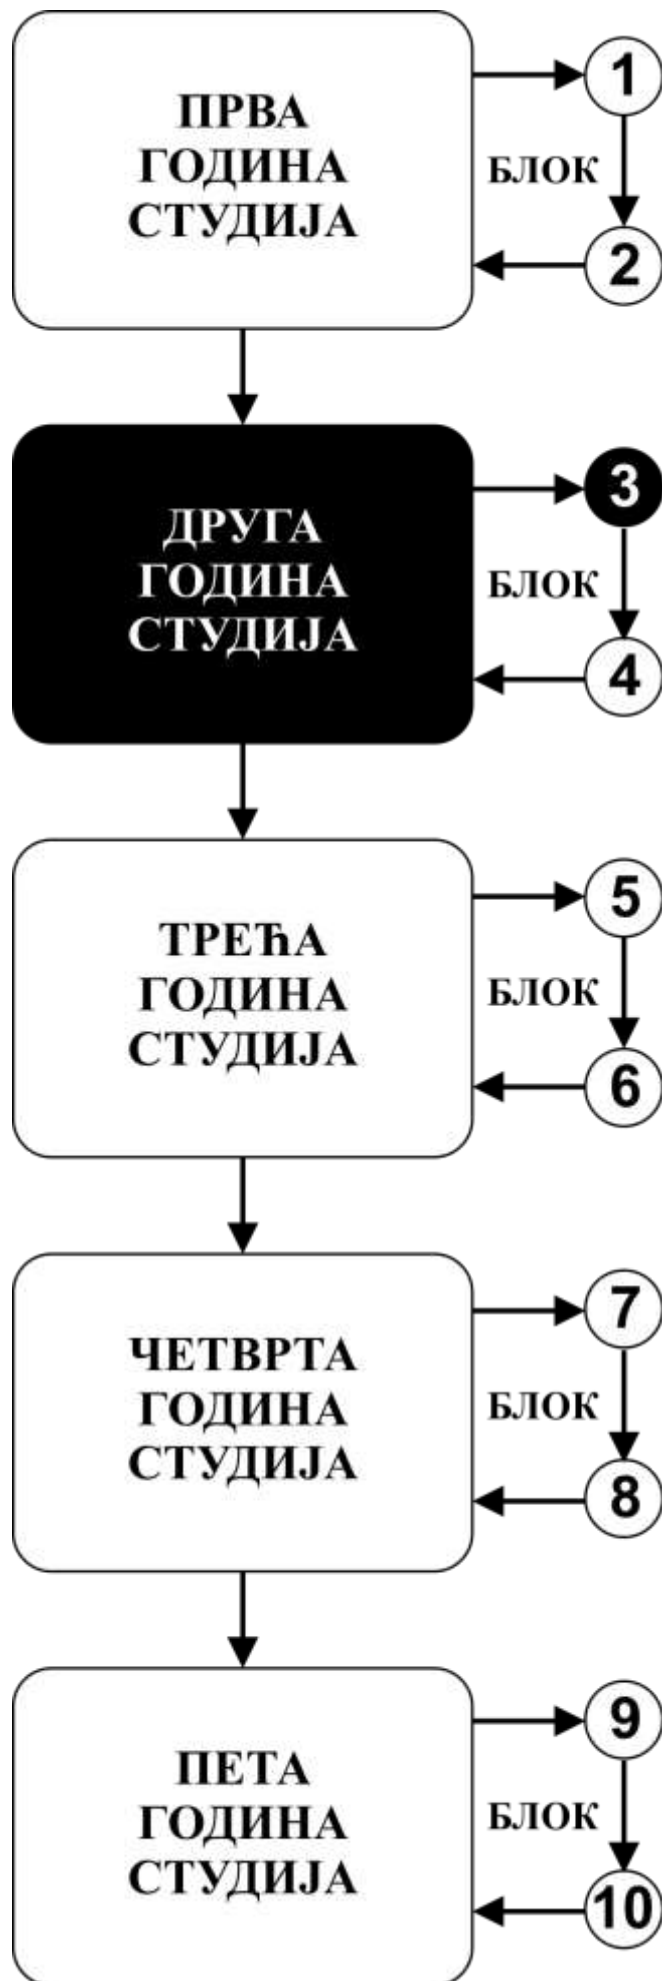 ПРВА
ГОДИНА
СТУДИЈА
1
БЛОК
2
ДРУГА
ГОДИНА
СТУДИЈА
3
БЛОК
4
ТРЕЋА
ГОДИНА
СТУДИЈА
5
БЛОК
6
ЧЕТВРТА
ГОДИНА
СТУДИЈА
7
БЛОК
8
ПЕТА
ГОДИНА
СТУДИЈА
9
БЛОК
10